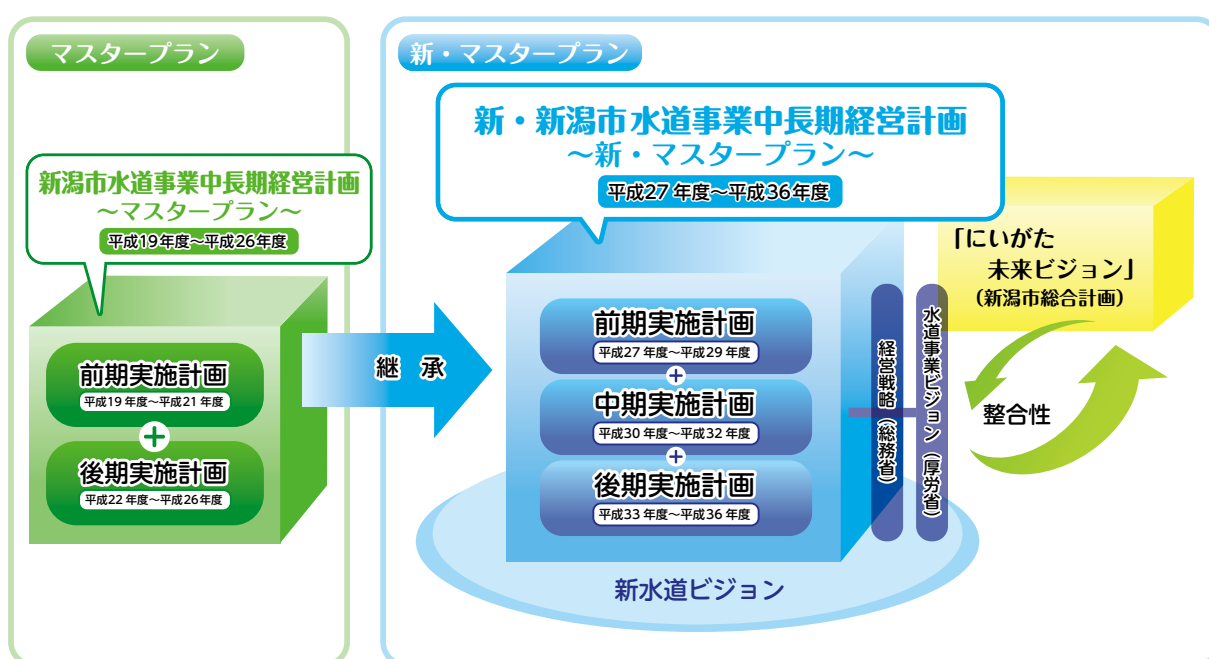 マスタープラン
新潟市水道事業中長期経営計画
～マスタープラン～
平成19年度～平成26年度
前期実施計画
平成19年度～平成21年度
+
後期実施計画
平成22年度～平成26年度
継承
新・マスタープラン
新・新潟市水道事業中長期経営計画
～新・マスタープラン～
平成27年度～平成36年度
前期実施計画
平成27年度～平成29年度
+
中期実施計画
平成30年度～平成32年度
+
後期実施計画
平成33年度～平成36年度
新水道ビジョン
経営戦略（総務省）
水道事業ビジョン（厚労省）
「にいがた
未来ビジョン」
（新潟市総合計画）
整合性